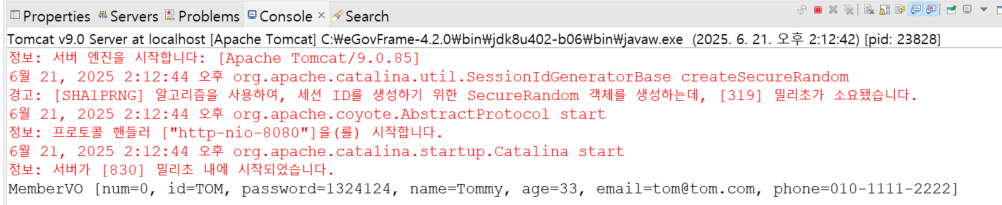 Properties Servers Problems Console × Search
Tomcat v9.0 Server at localhost [Apache Tomcat] C:₩eGovFrame-4.2.0₩bin₩jdk8u402-b06₩bin₩javaw.exe (2025. 6. 21. 오후 2:12:42) [pid: 23828]
정보: 서버 엔진을 시작합니다: [Apache Tomcat/9.0.85]
6월 21, 2025 2:12:44 오후 org.apache.catalina.util.SessionIdGeneratorBase createSecureRandom
경고: [SHA1PRNG] 알고리즘을 사용하여, 세션 ID를 생성하기 위한 SecureRandom 객체를 생성하는데, [319] 밀리초가 소요됐습니다.
6월 21, 2025 2:12:44 오후 org.apache.coyote.AbstractProtocol start
정보: 프로토콜 핸들러 ["http-nio-8080"]을(를) 시작합니다.
6월 21, 2025 2:12:44 오후 org.apache.catalina.startup.Catalina start
정보: 서버가 [830] 밀리초 내에 시작되었습니다.
MemberVO [num=0, id=TOM, password=1324124, name=Tommy, age=33, email=tom@tom.com, phone=010-1111-2222]